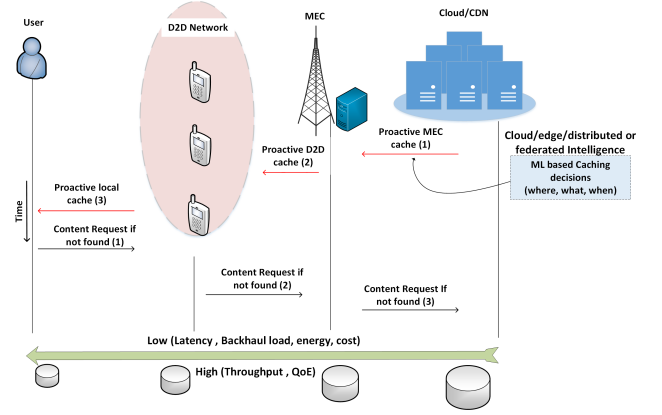 User
D2D Network
MEC
Cloud/CDN
Cloud/edge/distributed or
federated Intelligence
ML based Caching
decisions
(where, what, when)
Proactive MEC
cache (1)
Proactive D2D
cache (2)
Proactive local
cache (3)
Time
Content Request if
not found (1)
Content Request if
not found (2)
Content Request If
not found (3)
Low (Latency , Backhaul load, energy, cost)
High (Throughput , QoE)